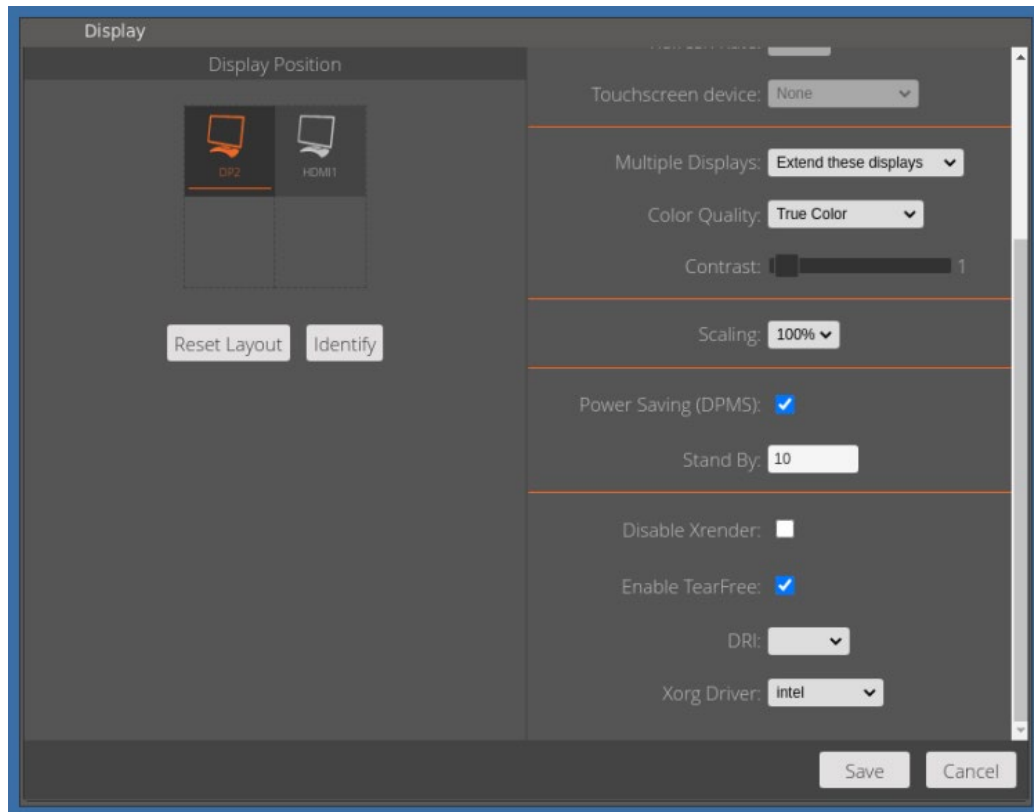 Display
Display Position
DP2 HDMI1
Reset Layout Identify
Touchscreen device: None
Multiple Displays: Extend these displays
Color Quality: True Color
Contrast: 1
Scaling: 100%
Power Saving (DPMS):
Stand By: 10
Disable Xrender:
Enable TearFree:
DRI:
Xorg Driver: intel
Save Cancel